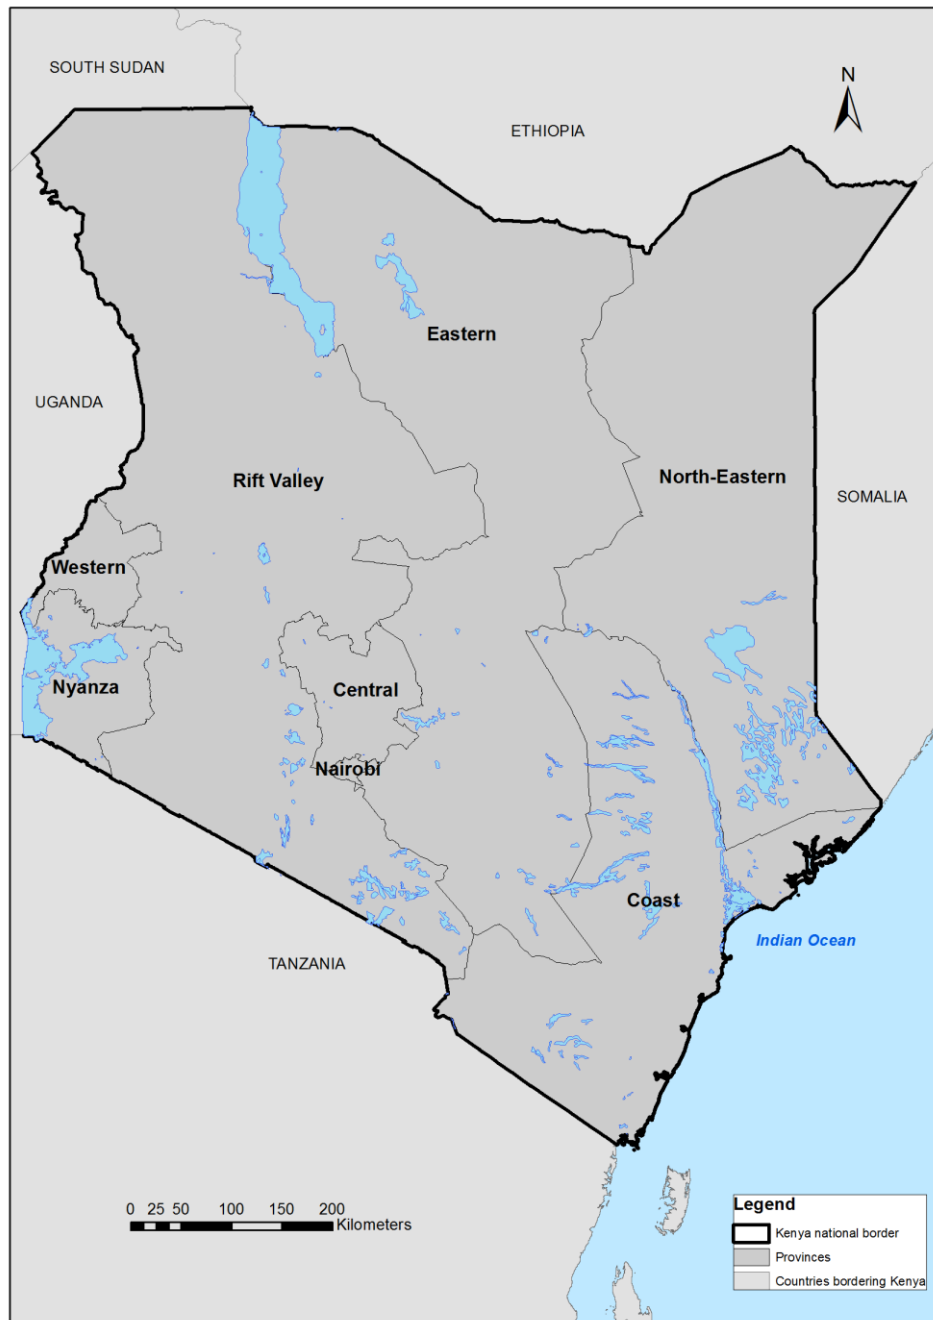 SOUTH SUDAN
N
ETHIOPIA
Eastern
UGANDA
Rift Valley
North-Eastern
SOMALIA
Western
Nyanza
Central
Nairobi
Coast
Indian Ocean
TANZANIA
Legend
Kenya national border
Provinces
Countries bordering Kenya
0 25 50 100 150 200
Kilometers